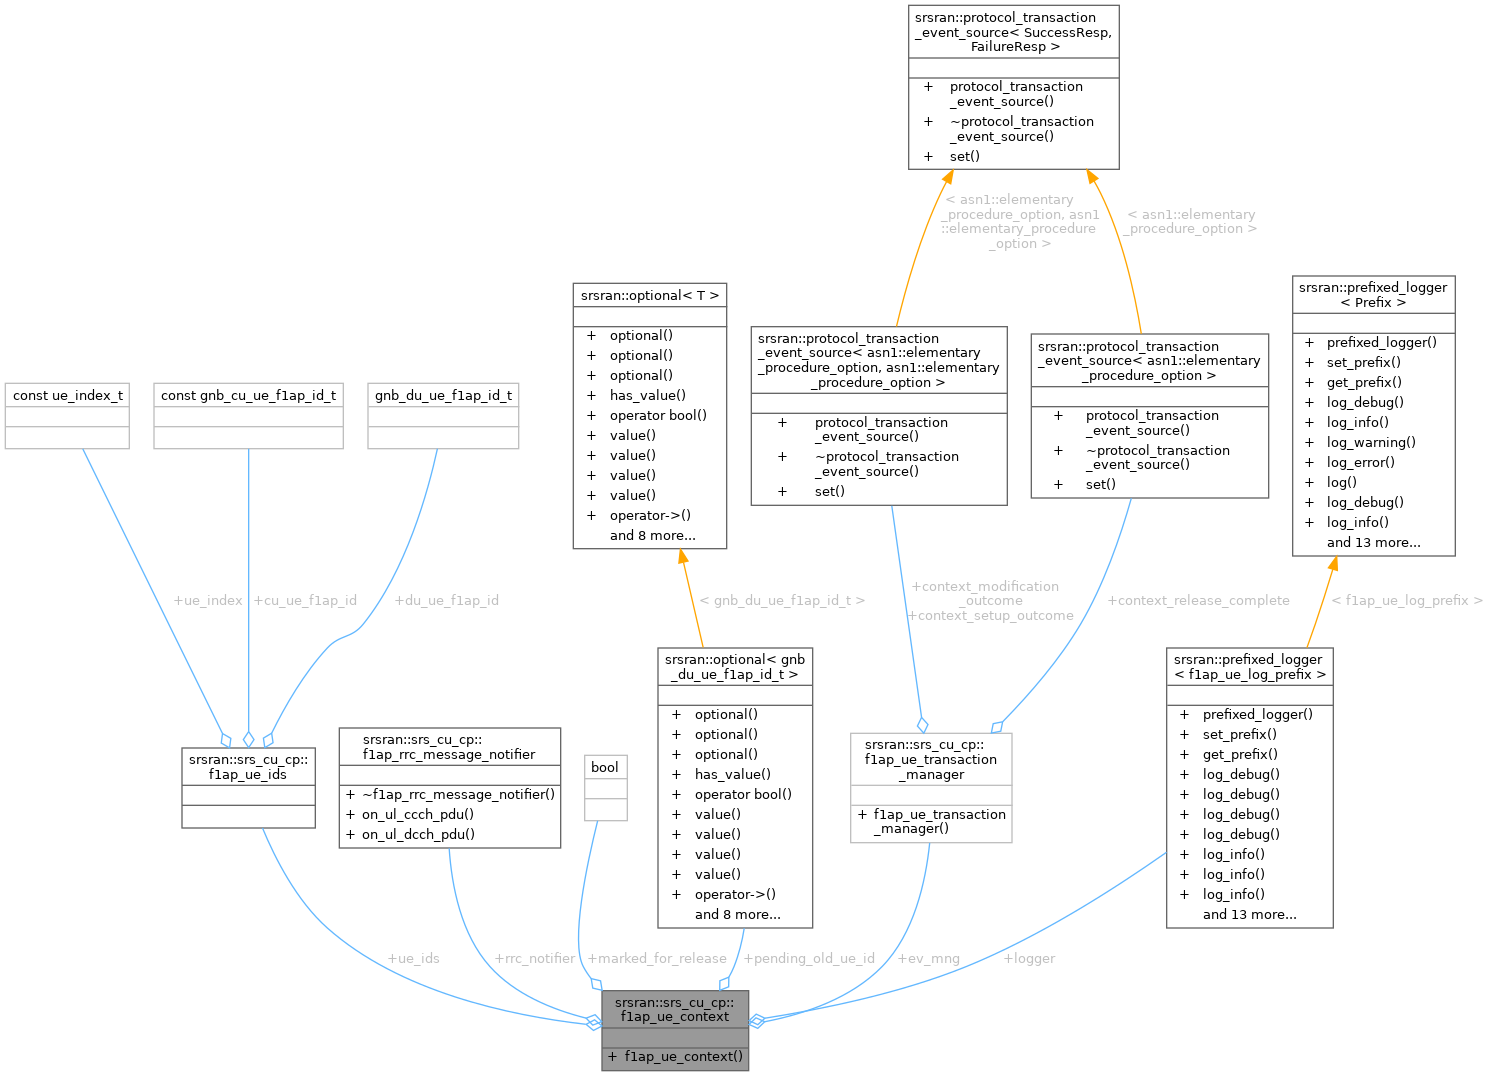 srsran::protocol_transaction
_event_source< SuccessResp,
FailureResp >
+ protocol_transaction
_event_source()
+ ~protocol_transaction
_event_source()
+ set()
< asn1::elementary
_procedure_option, asn1
::elementary_procedure
_option >
< asn1::elementary
_procedure_option >
srsran::optional< T >
+ optional()
+ optional()
+ optional()
+ has_value()
+ operator bool()
+ value()
+ value()
+ value()
+ value()
+ operator->()
and 8 more...
srsran::protocol_transaction
_event_source< asn1::elementary
_procedure_option, asn1::elementary
_procedure_option >
+ protocol_transaction
_event_source()
+ ~protocol_transaction
_event_source()
+ set()
srsran::protocol_transaction
_event_source< asn1::elementary
_procedure_option >
+ protocol_transaction
_event_source()
+ ~protocol_transaction
_event_source()
+ set()
srsran::prefixed_logger
< Prefix >
+ prefixed_logger()
+ set_prefix()
+ get_prefix()
+ log_debug()
+ log_info()
+ log_warning()
+ log_error()
+ log()
+ log_debug()
+ log_info()
and 13 more...
const ue_index_t
const gnb_cu_ue_f1ap_id_t
gnb_du_ue_f1ap_id_t
+ue_index
+cu_ue_f1ap_id
+du_ue_f1ap_id
< gnb_du_ue_f1ap_id_t >
+context_modification
_outcome
+context_setup_outcome
+context_release_complete
< f1ap_ue_log_prefix >
srsran::srs_cu_cp::
f1ap_ue_ids
srsran::srs_cu_cp::
f1ap_rrc_message_notifier
+ ~f1ap_rrc_message_notifier()
+ on_ul_ccch_pdu()
+ on_ul_dcch_pdu()
bool
srsran::optional< gnb
_du_ue_f1ap_id_t >
+ optional()
+ optional()
+ optional()
+ has_value()
+ operator bool()
+ value()
+ value()
+ value()
+ value()
+ operator->()
and 8 more...
srsran::srs_cu_cp::
f1ap_ue_transaction
_manager
+ f1ap_ue_transaction
_manager()
srsran::prefixed_logger
< f1ap_ue_log_prefix >
+ prefixed_logger()
+ set_prefix()
+ get_prefix()
+ log_debug()
+ log_debug()
+ log_debug()
+ log_debug()
+ log_info()
+ log_info()
+ log_info()
and 13 more...
+ue_ids
+rrc_notifier
+marked_for_release
+pending_old_ue_id
+ev_mng
+logger
srsran::srs_cu_cp::
f1ap_ue_context
+ f1ap_ue_context()